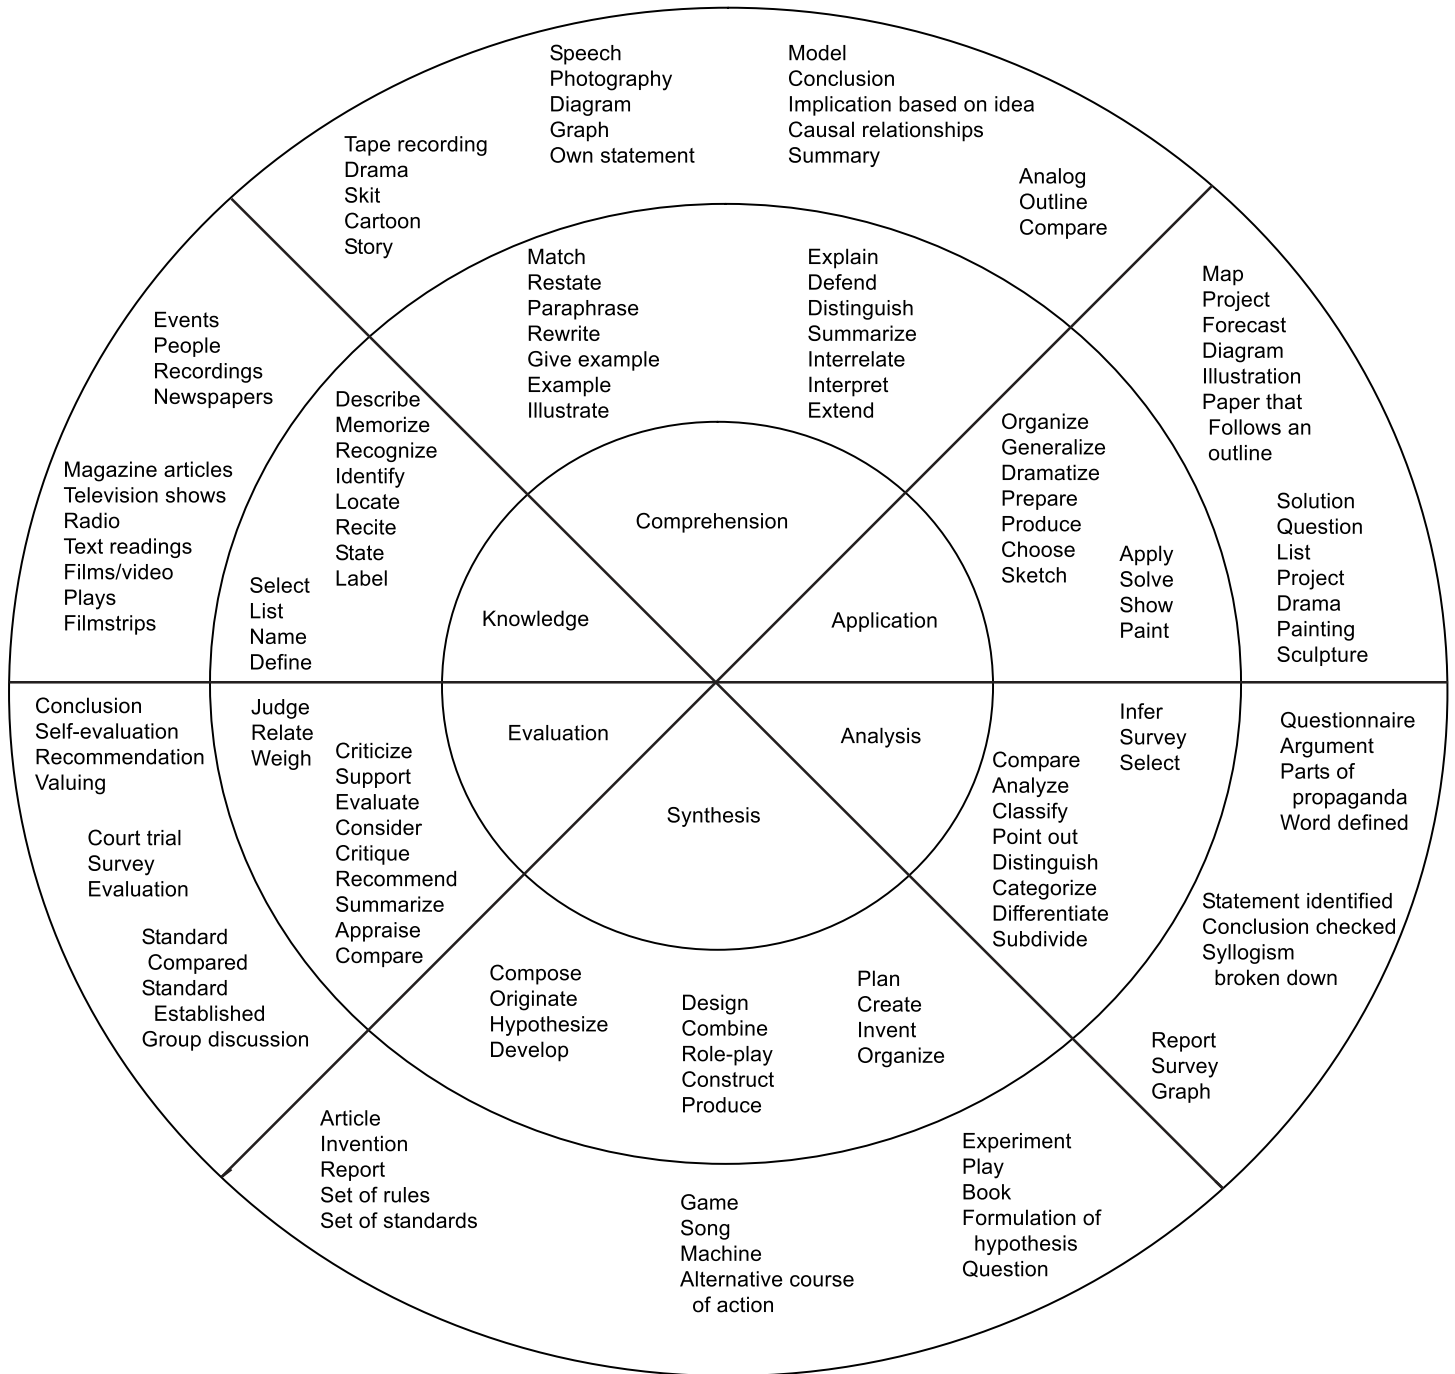 Speech
Photography
Diagram
Graph
Own statement
Model
Conclusion
Implication based on idea
Causal relationships
Summary
Tape recording
Drama
Skit
Cartoon
Story
Analog
Outline
Compare
Match
Restate
Paraphrase
Rewrite
Give example
Example
Illustrate
Explain
Defend
Distinguish
Summarize
Interrelate
Interpret
Extend
Comprehension
Map
Project
Forecast
Diagram
Illustration
Paper that
Follows an
outline
Solution
Question
List
Project
Drama
Painting
Sculpture
Organize
Generalize
Dramatize
Prepare
Produce
Choose
Sketch
Apply
Solve
Show
Paint
Application
Events
People
Recordings
Newspapers
Magazine articles
Television shows
Radio
Text readings
Films/video
Plays
Filmstrips
Describe
Memorize
Recognize
Identify
Locate
Recite
State
Label
Select
List
Name
Define
Knowledge
Conclusion
Self-evaluation
Recommendation
Valuing
Court trial
Survey
Evaluation
Standard
Compared
Standard
Established
Group discussion
Judge
Relate
Weigh
Criticize
Support
Evaluate
Consider
Critique
Recommend
Summarize
Appraise
Compare
Evaluation
Analysis
Infer
Survey
Select
Compare
Analyze
Classify
Point out
Distinguish
Categorize
Differentiate
Subdivide
Questionnaire
Argument
Parts of
propaganda
Word defined
Statement identified
Conclusion checked
Syllogism
broken down
Report
Survey
Graph
Synthesis
Compose
Originate
Hypothesize
Develop
Design
Combine
Role-play
Construct
Produce
Plan
Create
Invent
Organize
Article
Invention
Report
Set of rules
Set of standards
Game
Song
Machine
Alternative course
of action
Experiment
Play
Book
Formulation of
hypothesis
Question